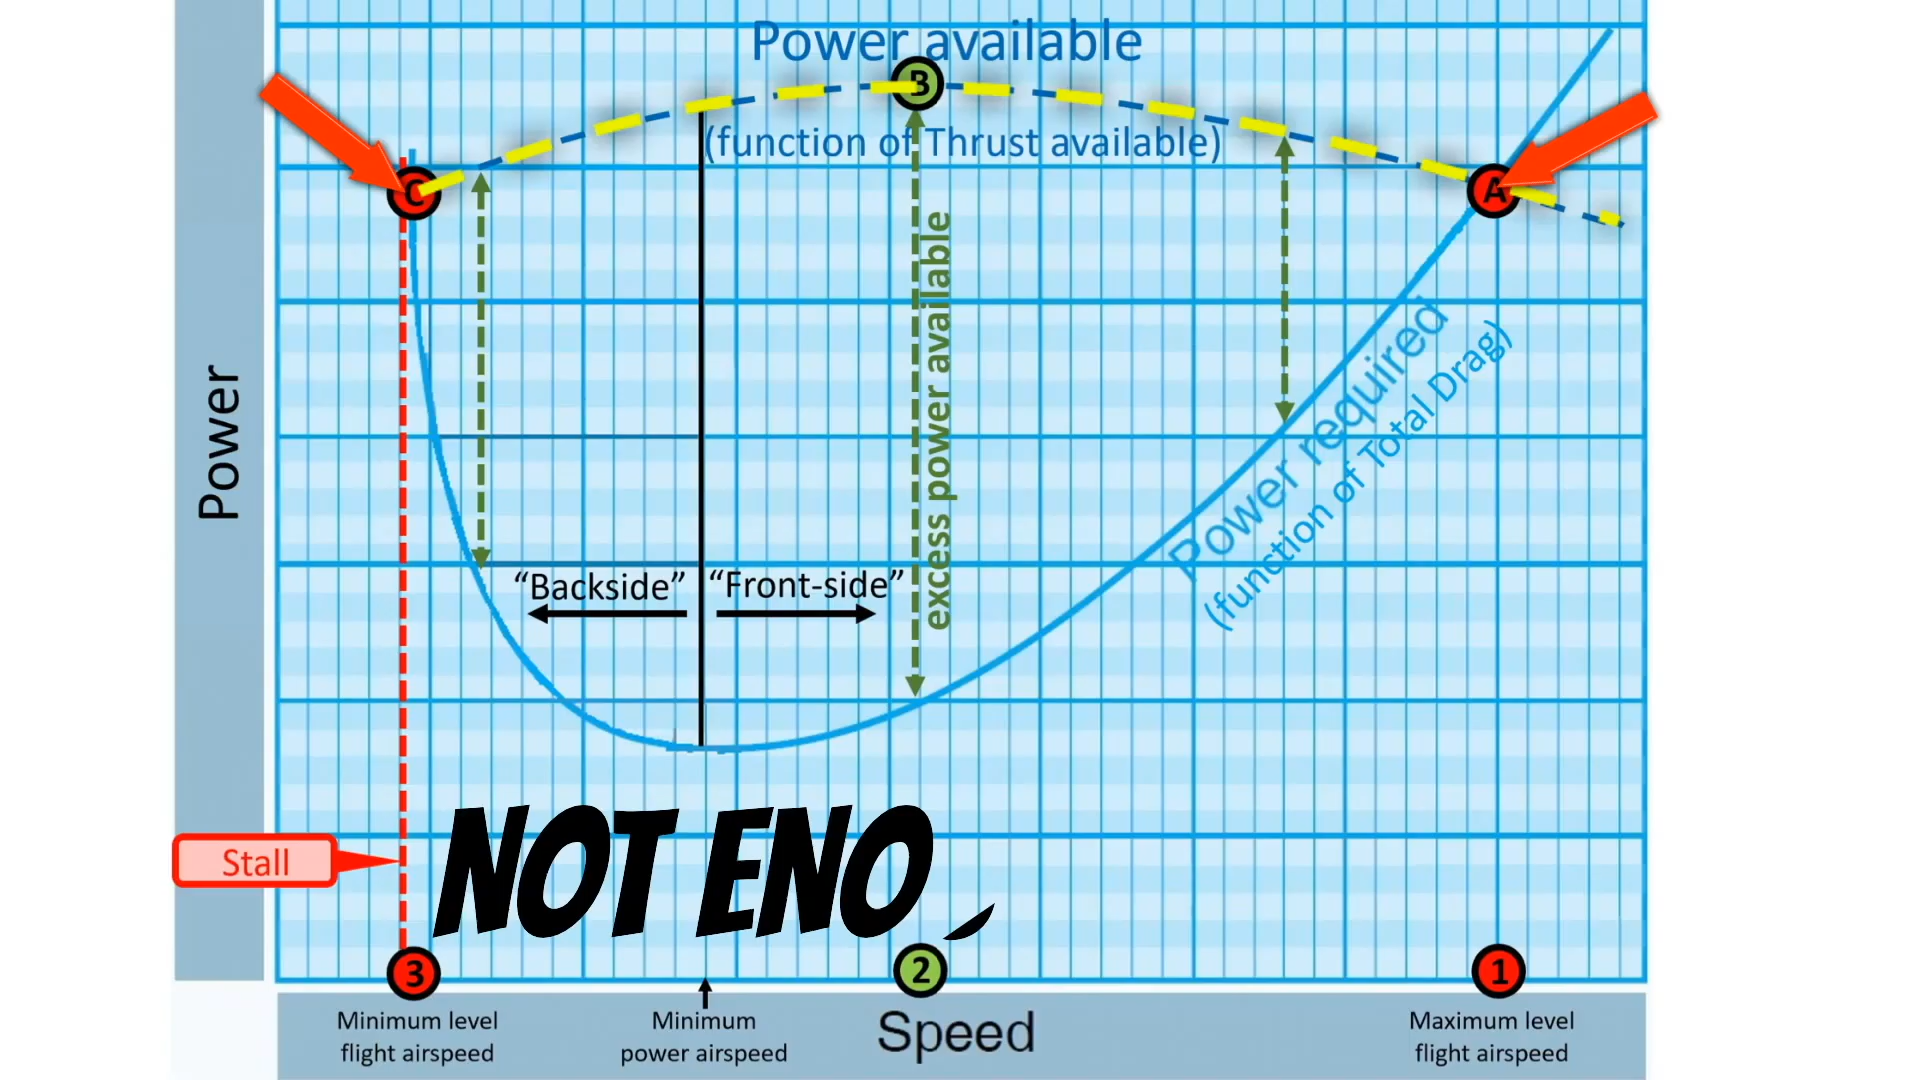 Power available
B
(function of Thrust available)
C
A
excess power available
Power required
(function of Total Drag)
Power
“Backside”
“Front-side”
Stall
NOT ENO
3
2
1
Minimum level
flight airspeed
Minimum
power airspeed
Speed
Maximum level
flight airspeed